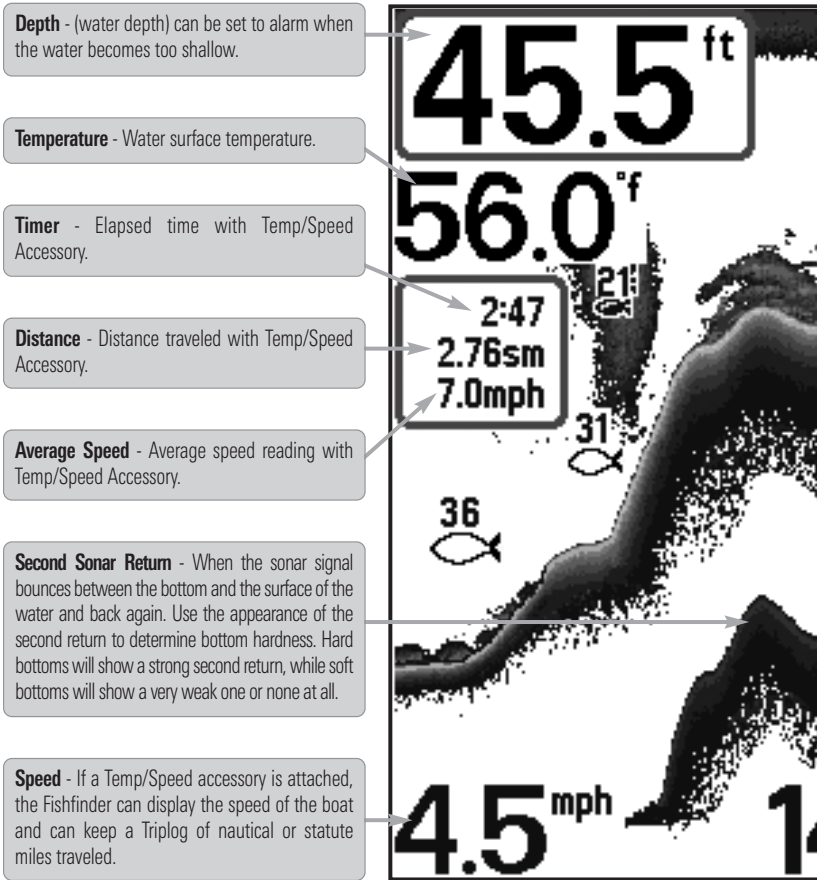 Depth - (water depth) can be set to alarm when
the water becomes too shallow.
Temperature - Water surface temperature.
Timer - Elapsed time with Temp/Speed
Accessory.
Distance - Distance traveled with Temp/Speed
Accessory.
Average Speed - Average speed reading with
Temp/Speed Accessory.
Second Sonar Return - When the sonar signal
bounces between the bottom and the surface of the
water and back again. Use the appearance of the
second return to determine bottom hardness. Hard
bottoms will show a strong second return, while soft
bottoms will show a very weak one or none at all.
Speed - If a Temp/Speed accessory is attached,
the Fishfinder can display the speed of the boat
and can keep a Triplog of nautical or statute
miles traveled.
45.5 ft
56.0 °f
21
2:47
2.76sm
7.0mph
31
36
4.5 mph